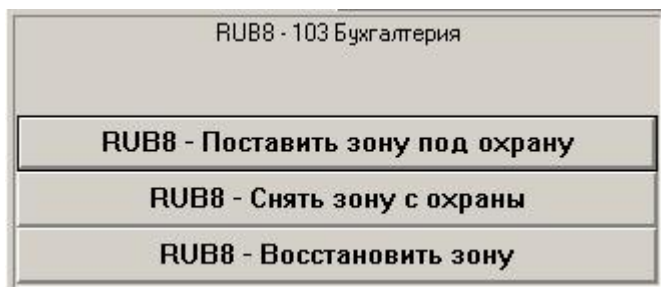 RUB8 - 103 Бухгалтерия
RUB8 - Поставить зону под охрану
RUB8 - Снять зону с охраны
RUB8 - Восстановить зону